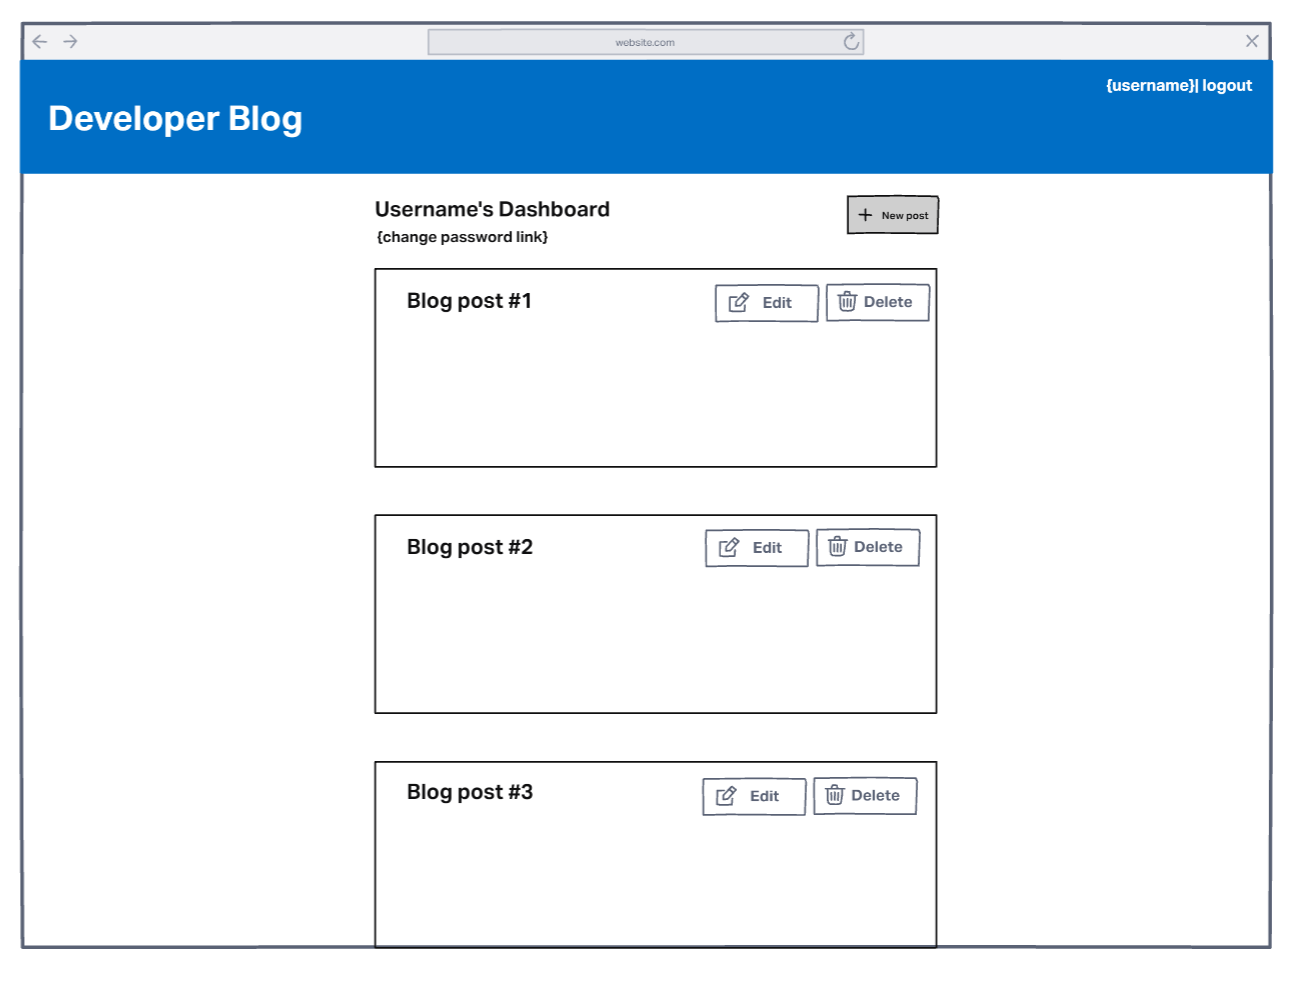 website.com
{username}| logout
Developer Blog
Username's Dashboard
New post
{change password link}
Blog post #1
Edit
Delete
Blog post #2
Edit
Delete
Blog post #3
Edit
Delete